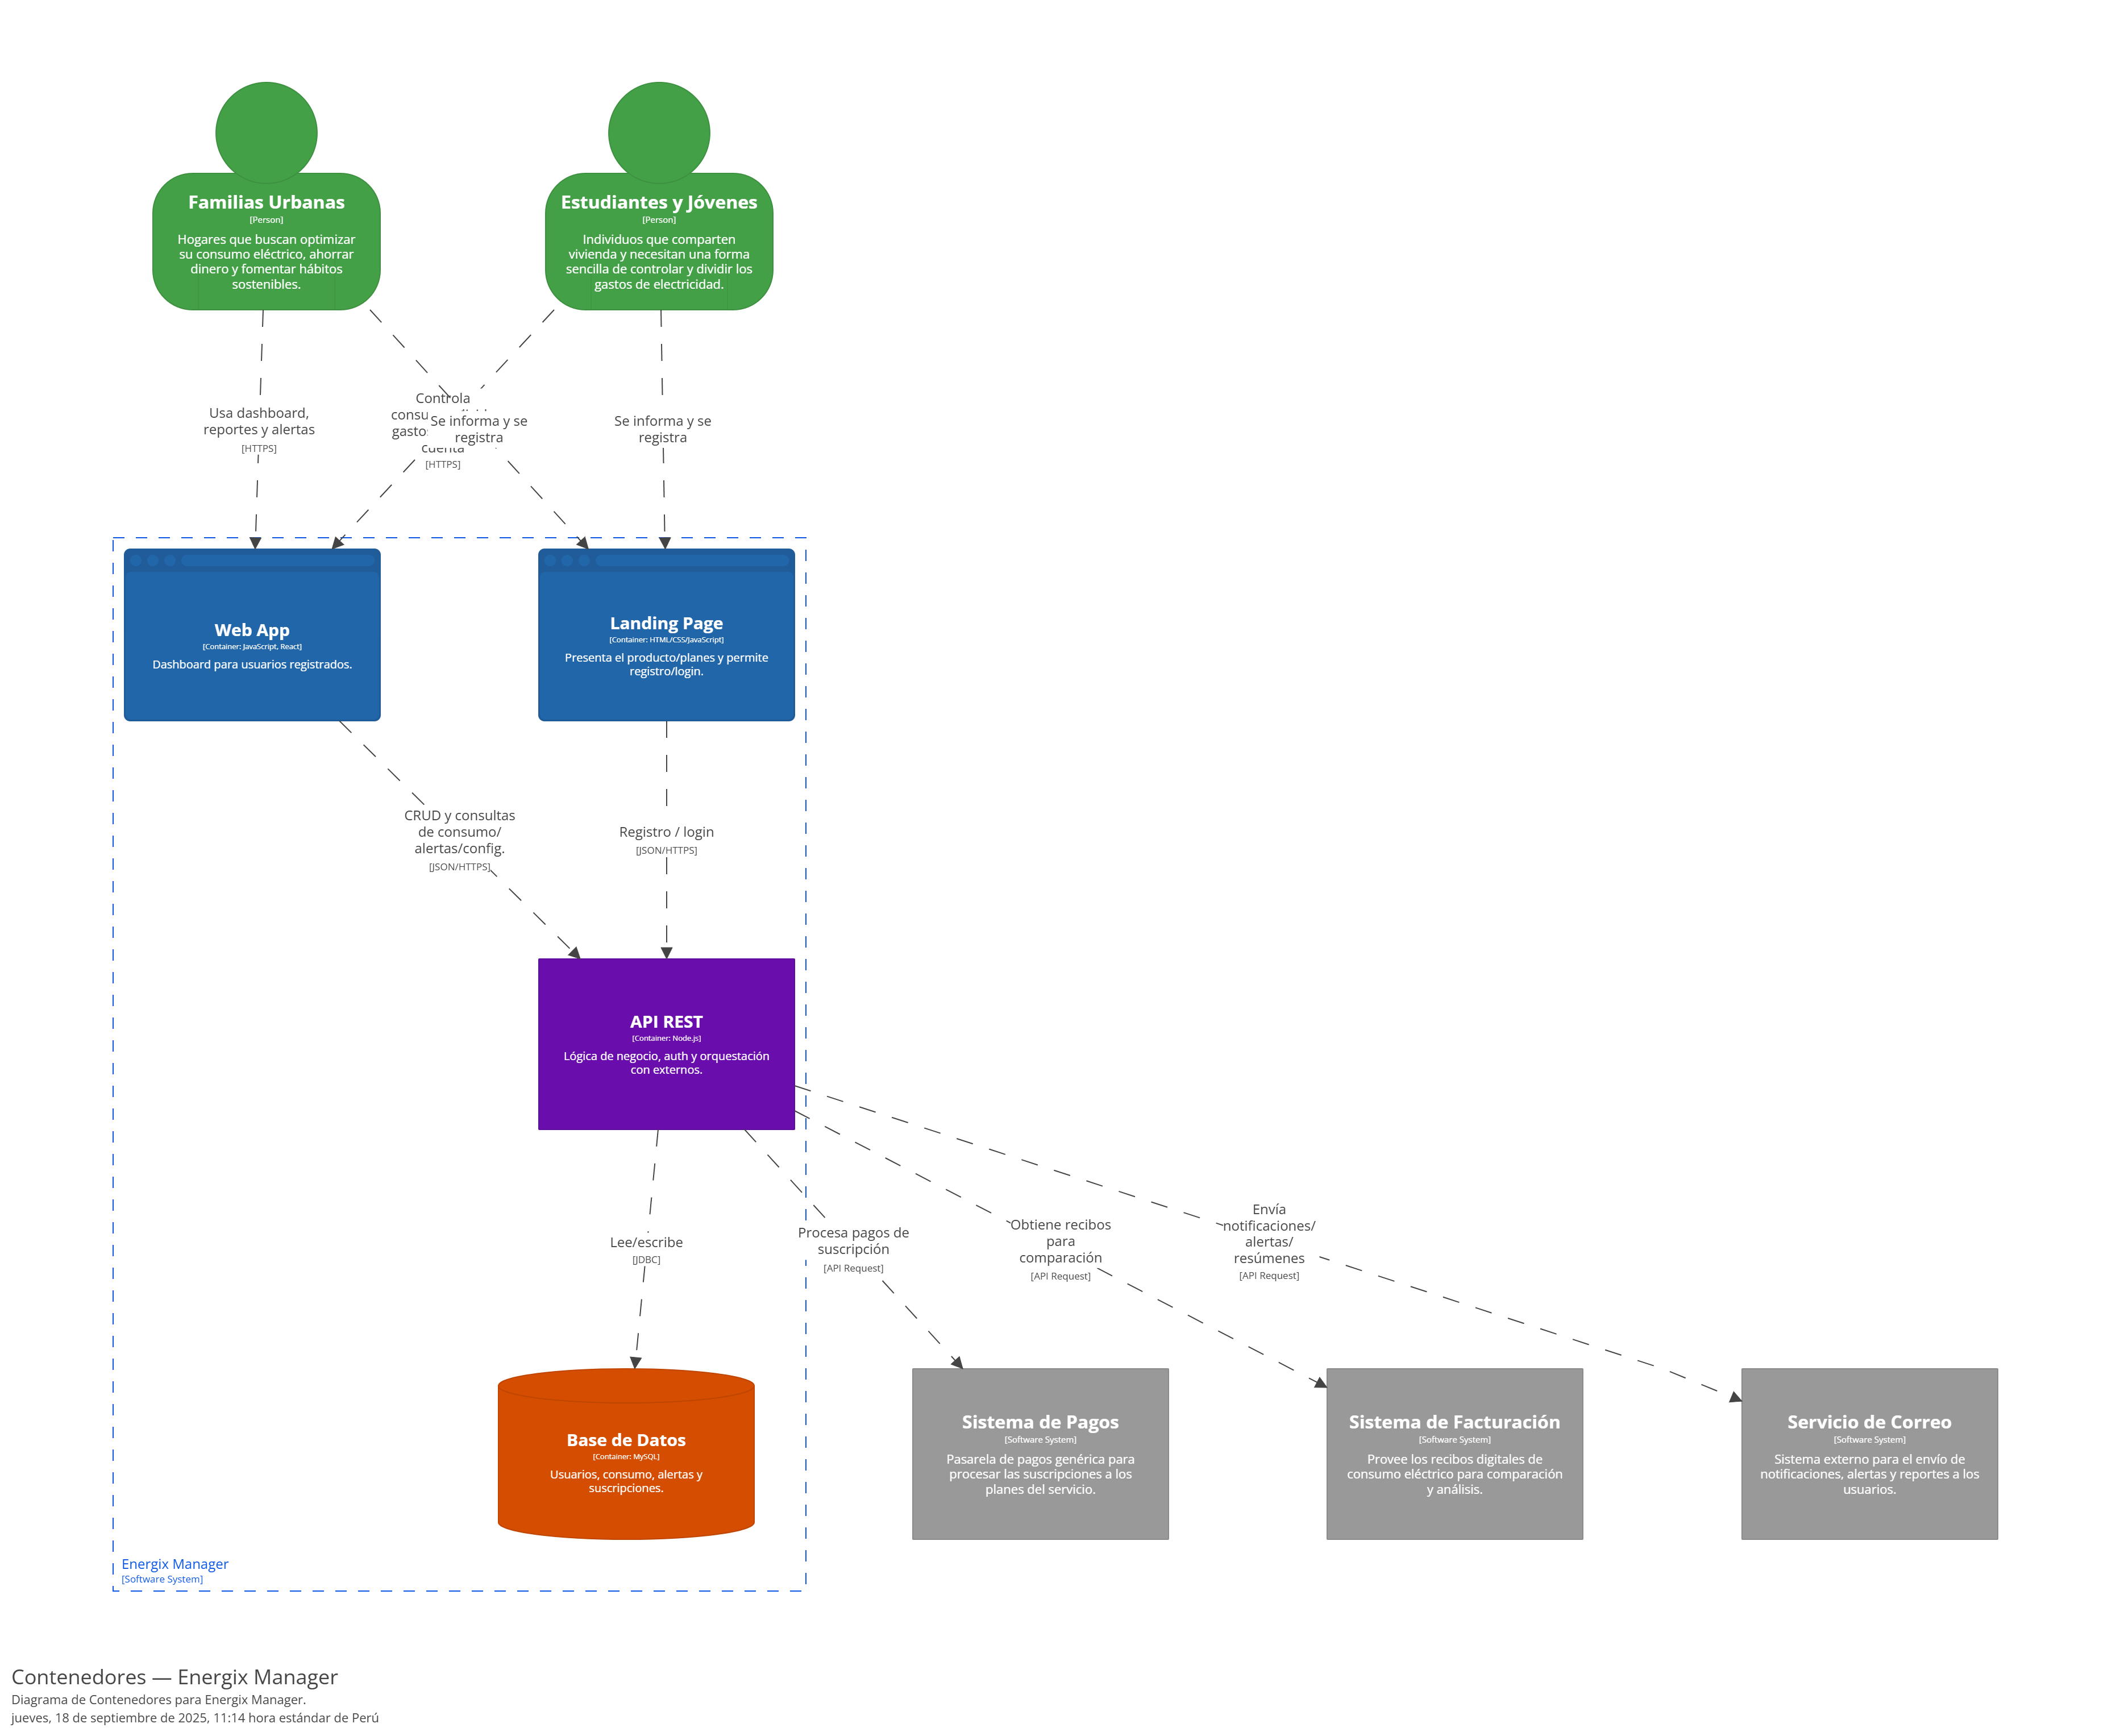 Familias Urbanas
[Person]
Hogares que buscan optimizar
su consumo eléctrico, ahorrar
dinero y fomentar hábitos
sostenibles.
Estudiantes y Jóvenes
[Person]
Individuos que comparten
vivienda y necesitan una forma
sencilla de controlar y dividir los
gastos de electricidad.
Usa dashboard,
reportes y alertas
[HTTPS]
Controla
cuenta
[HTTPS]
Se informa y se
registra
Se informa y se
registra
Web App
[Container: JavaScript, React]
Dashboard para usuarios registrados.
Landing Page
[Container: HTML/CSS/JavaScript]
Presenta el producto/planes y permite
registro/login.
CRUD y consultas
de consumo/
alertas/config.
[JSON/HTTPS]
Registro / login
[JSON/HTTPS]
API REST
[Container: Node.js]
Lógica de negocio, auth y orquestación
con externos.
Lee/escribe
[JDBC]
Procesa pagos de
suscripción
[API Request]
Obtiene recibos
para
comparación
[API Request]
Envía
notificaciones/
alertas/
resúmenes
[API Request]
Base de Datos
[Container: MySQL]
Usuarios, consumo, alertas y
suscripciones.
Sistema de Pagos
[Software System]
Pasarela de pagos genérica para
procesar las suscripciones a los
planes del servicio.
Sistema de Facturación
[Software System]
Provee los recibos digitales de
consumo eléctrico para comparación
y análisis.
Servicio de Correo
[Software System]
Sistema externo para el envío de
notificaciones, alertas y reportes a los
usuarios.
Energix Manager
[Software System]
Contenedores — Energix Manager
Diagrama de Contenedores para Energix Manager.
jueves, 18 de septiembre de 2025, 11:14 hora estándar de Perú